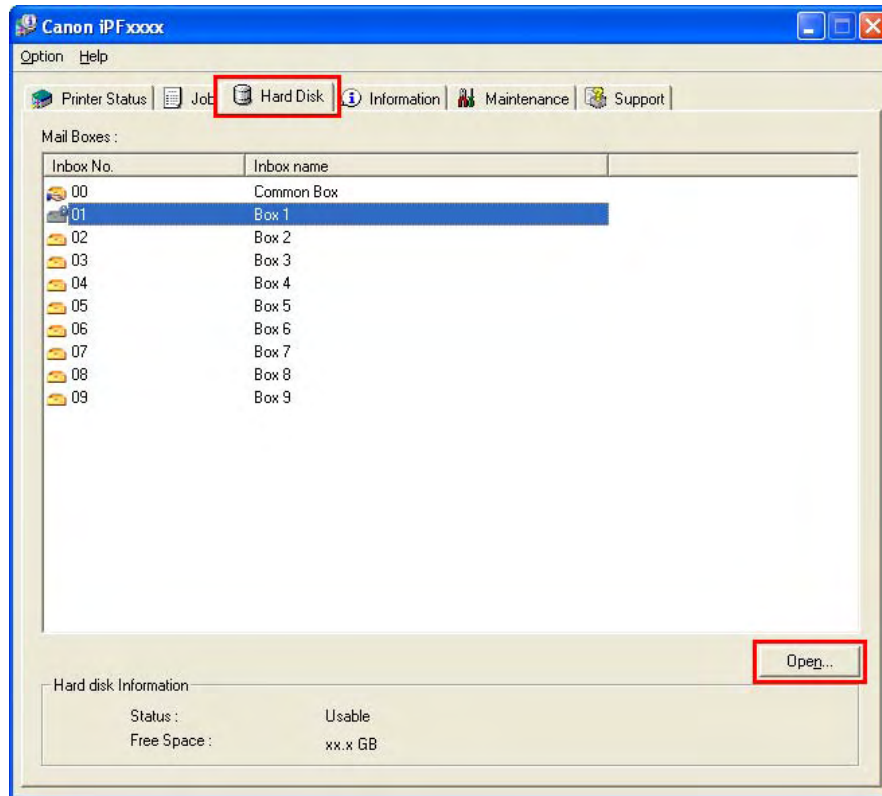 Canon iPFxxxx
Option Help
Printer Status Job Hard Disk Information Maintenance Support
Mail Boxes :
Inbox No. Inbox name
00 Common Box
01 Box 1
02 Box 2
03 Box 3
04 Box 4
05 Box 5
06 Box 6
07 Box 7
08 Box 8
09 Box 9
Open...
Hard disk Information
Status : Usable
Free Space : xx.x GB